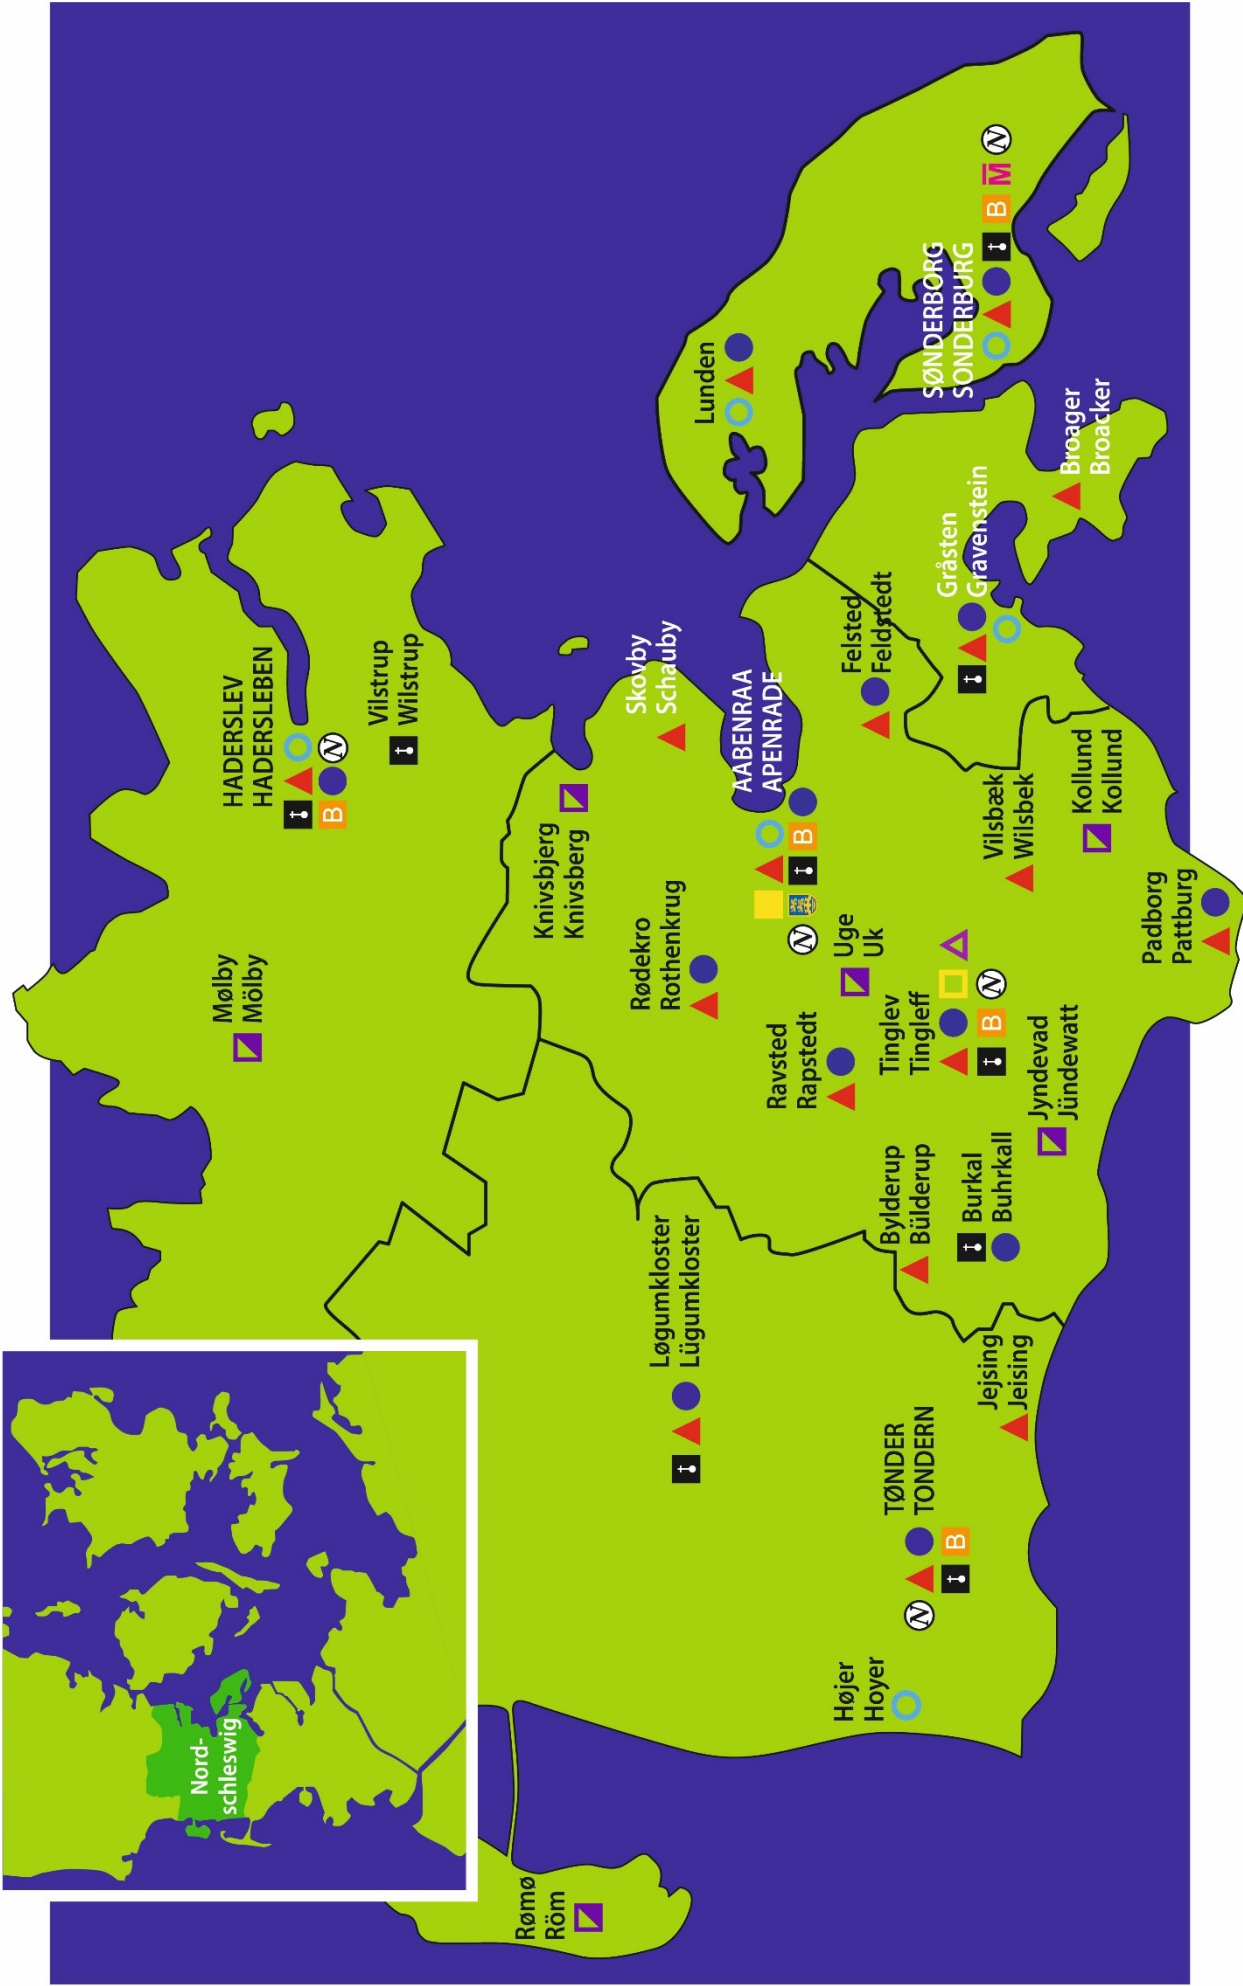 Nord-
schleswig
Rømø
Röm
Mølby
Mölby
HADERSLEV
HADERSLEBEN
B
N
Vilstrup
Wilstrup
Knivsbjerg
Knivsberg
Skovby
Schauby
Rødekro
Rothenkrug
Løgumkloster
Lügumkloster
Lunden
AABENRAA
APENRADE
B
N
Ravsted
Rapstedt
Uge
Uk
Felsted
Feldstedt
Højer
Hoyer
TØNDER
TONDERN
N
B
Bylderup
Bülderup
Tinglev
Tingleff
B
N
Gråsten
Gravenstein
SØNDERBORG
SONDERBURG
B
M
N
Burkal
Buhrkall
Jejsing
Jeising
Vilsbæk
Wilsbek
Jyndevad
Jündewatt
Kollund
Kollund
Broager
Broacker
Padborg
Pattburg